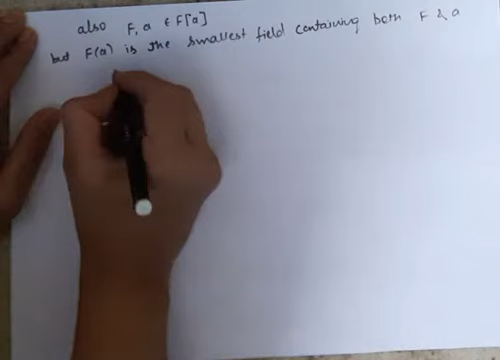 also F, a ∈ F[a]
but F(a) is the smallest field containing both F & a